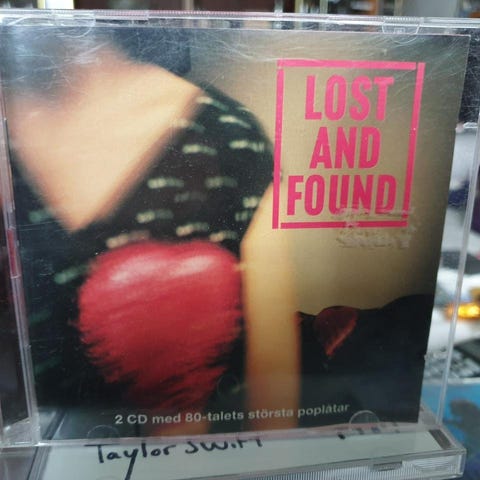 LOST
AND
FOUND
2 CD med 80-talets största poplåtar
Taylor Swift